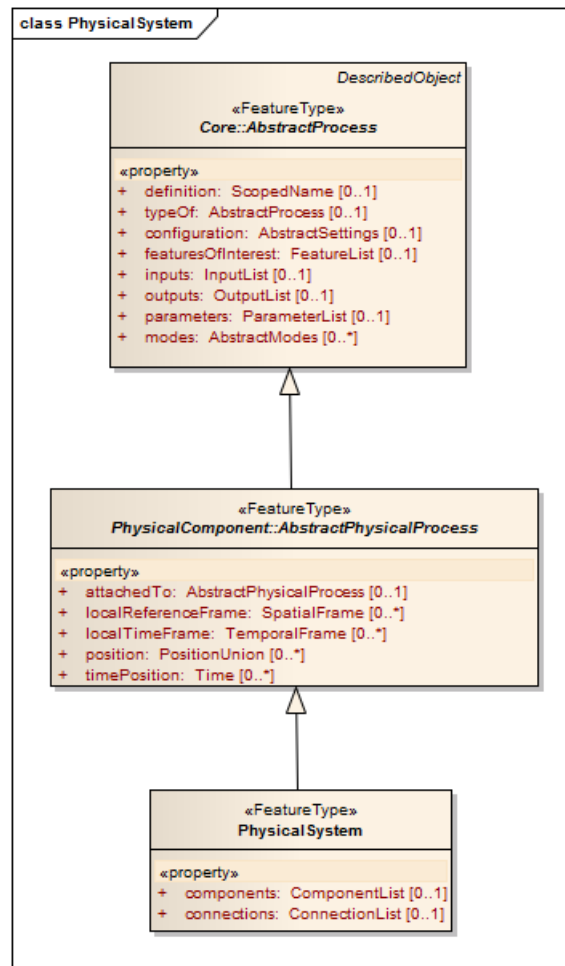 class PhysicalSystem
DescribedObject
«FeatureType»
Core::AbstractProcess
«property»
+ definition: ScopedName [0..1]
+ typeOf: AbstractProcess [0..1]
+ configuration: AbstractSettings [0..1]
+ featuresOfInterest: FeatureList [0..1]
+ inputs: InputList [0..1]
+ outputs: OutputList [0..1]
+ parameters: ParameterList [0..1]
+ modes: AbstractModes [0..*]
«FeatureType»
PhysicalComponent::AbstractPhysicalProcess
«property»
+ attachedTo: AbstractPhysicalProcess [0..1]
+ localReferenceFrame: SpatialFrame [0..*]
+ localTimeFrame: TemporalFrame [0..*]
+ position: PositionUnion [0..*]
+ timePosition: Time [0..*]
«FeatureType»
PhysicalSystem
«property»
+ components: ComponentList [0..1]
+ connections: ConnectionList [0..1]